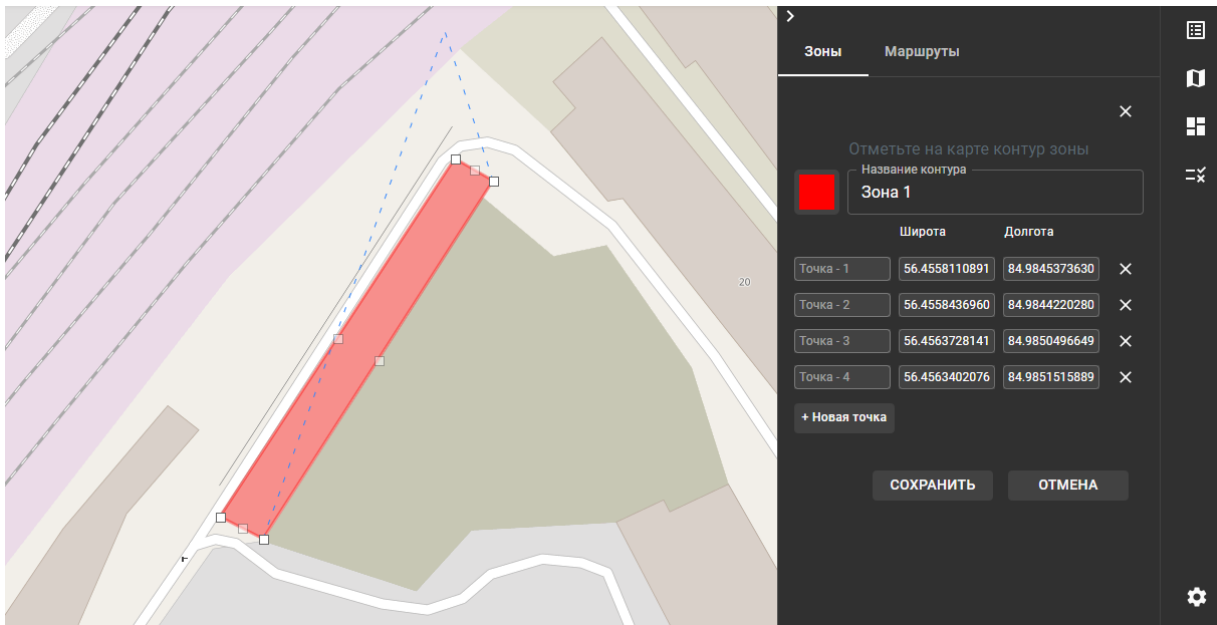 Зоны Маршруты
Отметьте на карте контур зоны
Название контура
Зона 1
Широта Долгота
Точка - 1 56.4558110891 84.9845373630
Точка - 2 56.4558436960 84.9844220280
Точка - 3 56.4563728141 84.9850496649
Точка - 4 56.4563402076 84.9851515889
+ Новая точка
СОХРАНИТЬ ОТМЕНА
20